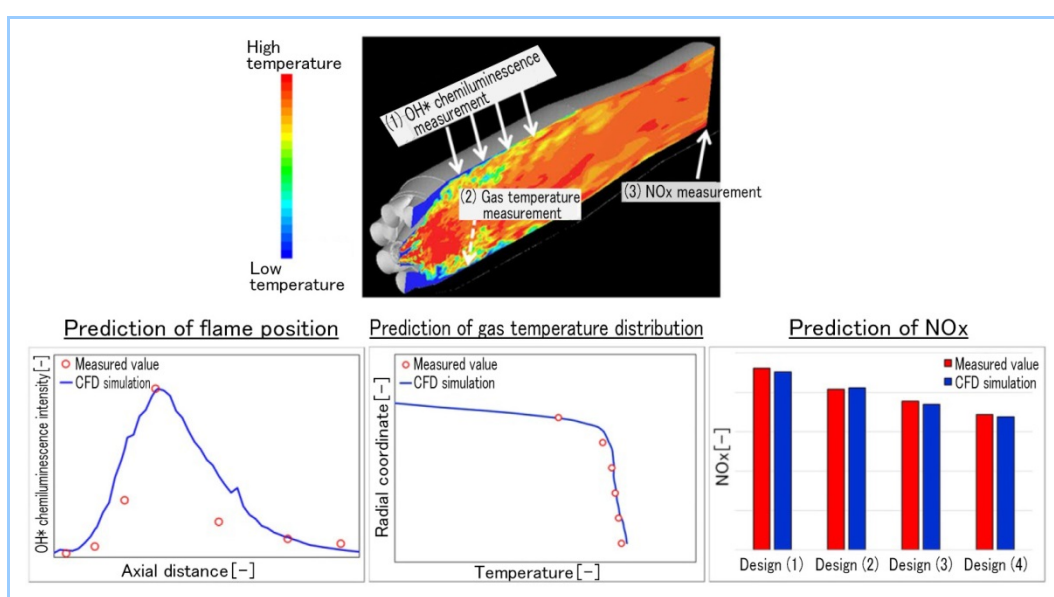 High
temperature
(1) OH* chemiluminescence
measurement
(2) Gas temperature
measurement
(3) NOx measurement
Low
temperature
Prediction of flame position
OH* chemiluminescence intensity[-]
Measured value
CFD simulation
Axial distance[-]
Prediction of gas temperature distribution
Radial coordinate[-]
Measured value
CFD simulation
Temperature[-]
Prediction of NOx
NOx[-]
Measured value
CFD simulation
Design (1) Design (2) Design (3) Design (4)